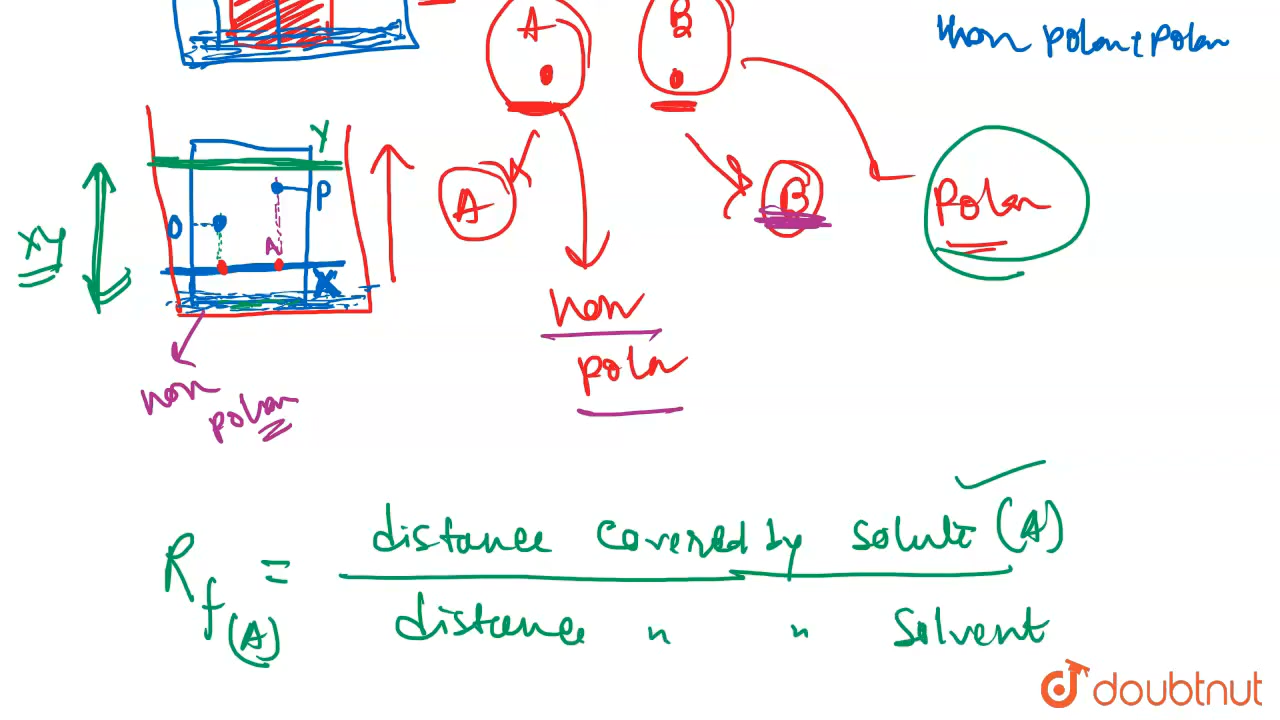 non polar & polar
A
B
Y
P
O
A
X
XY
A
B
Polar
non
polar
non
polar
distance covered by solute (A)
Rf(A) =
distance " " Solvent
doubtnut